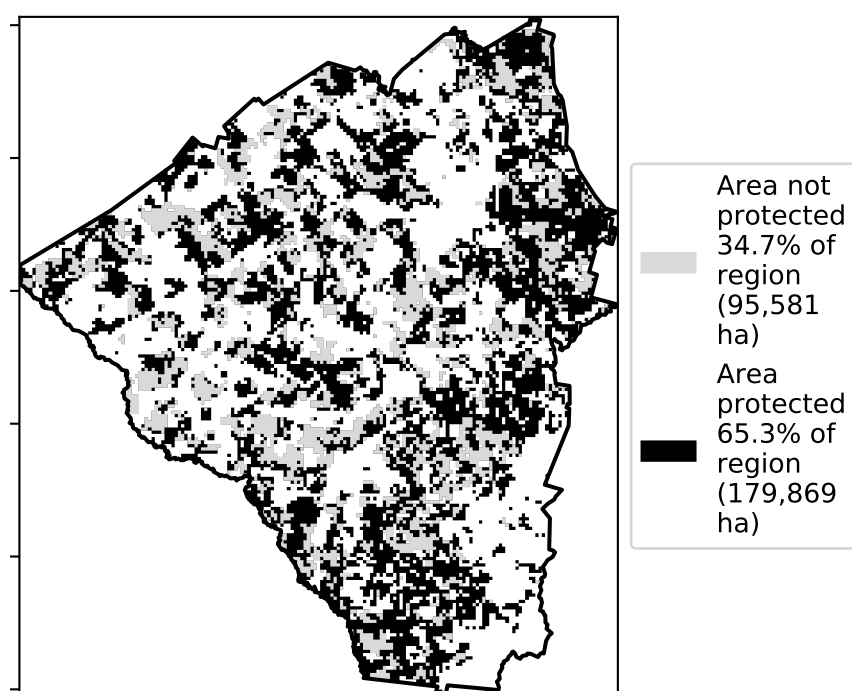 Area not
protected
34.7% of
region
(95,581
ha)
Area
protected
65.3% of
region
(179,869
ha)